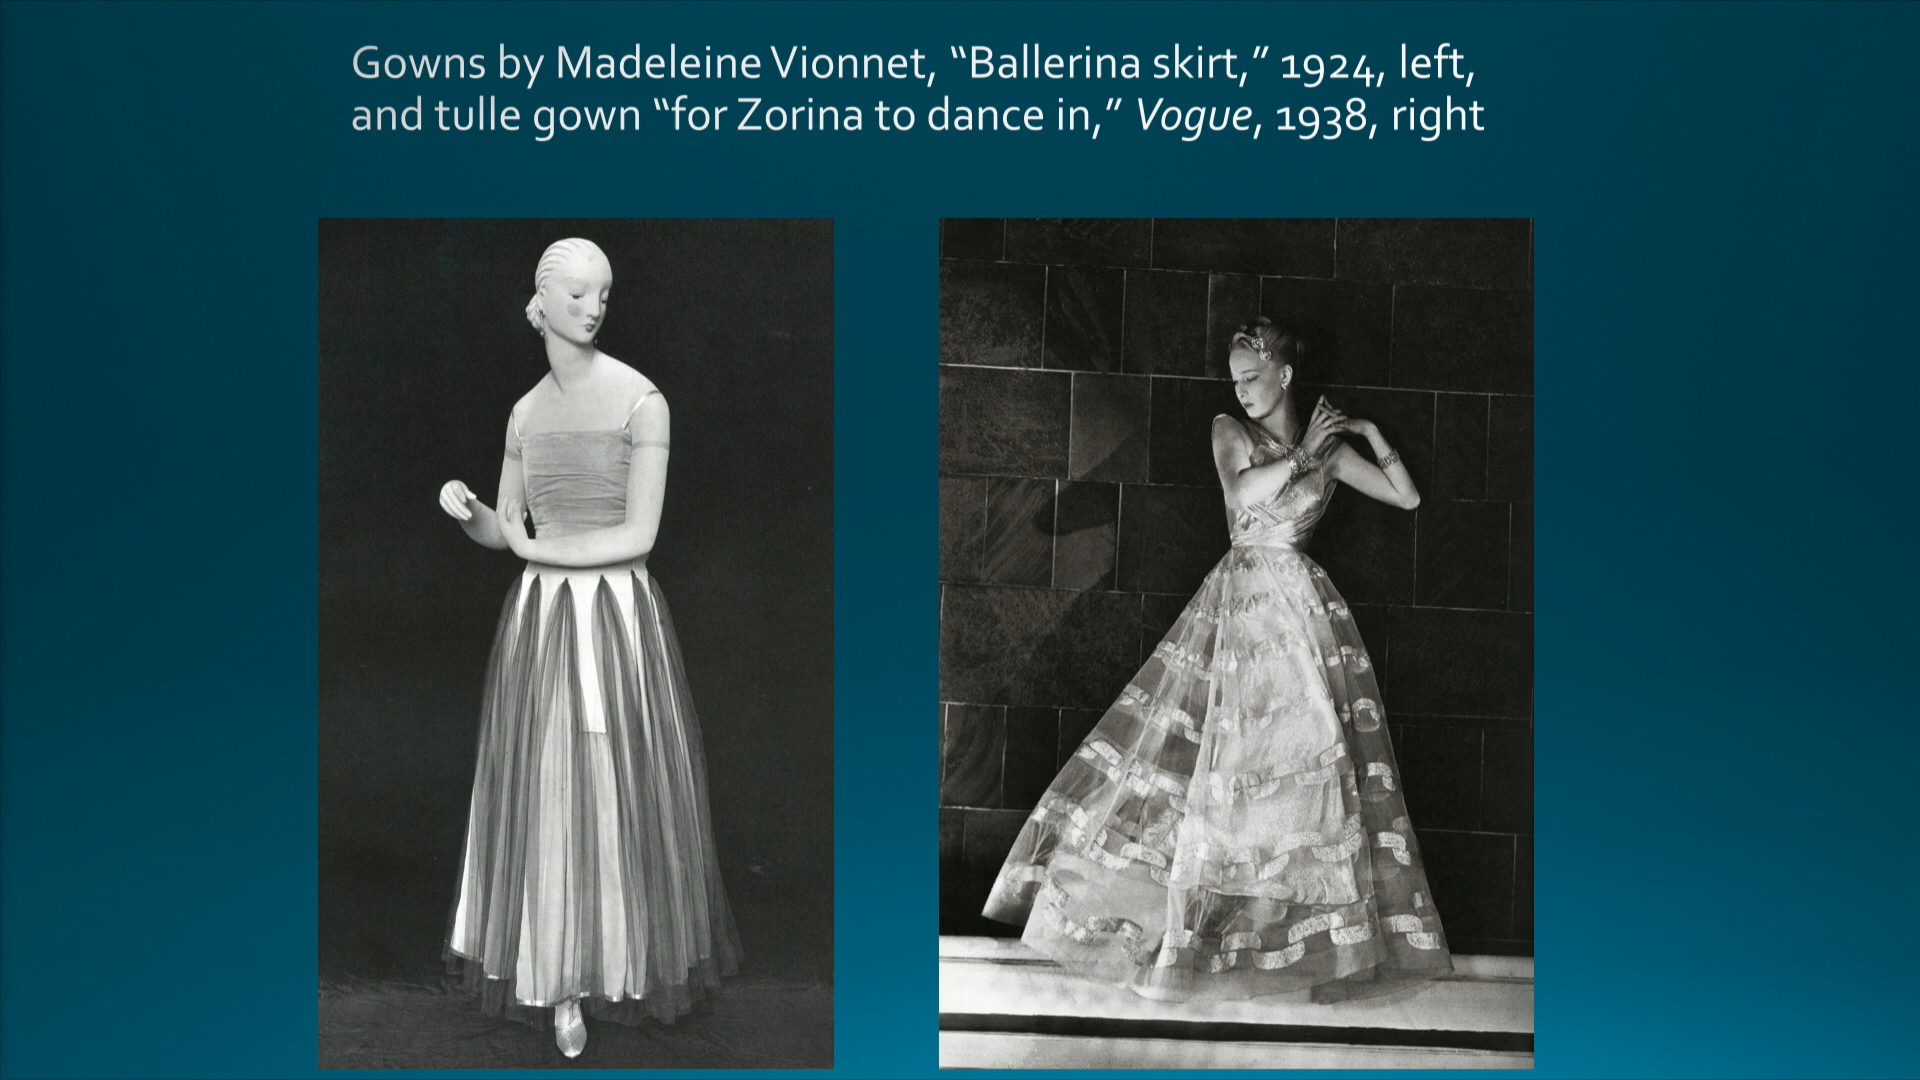 Gowns by Madeleine Vionnet, “Ballerina skirt,” 1924, left,
and tulle gown “for Zorina to dance in,” Vogue, 1938, right